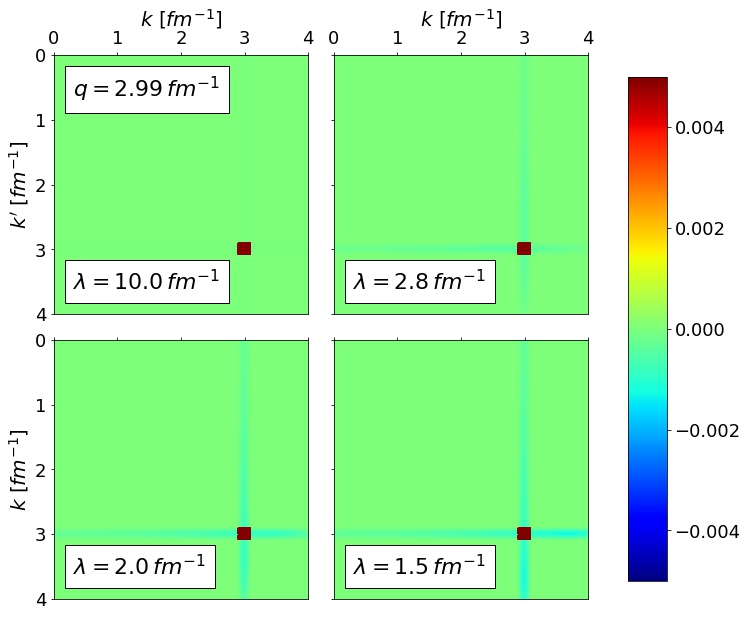 k [fm⁻¹] k [fm⁻¹]
0 1 2 3 4 0 1 2 3 4
0
q = 2.99 fm⁻¹
0.004
1
k′ [fm⁻¹]
2
0.002
3
λ = 10.0 fm⁻¹ λ = 2.8 fm⁻¹
4
0.000
0
1
−0.002
k [fm⁻¹]
2
3
−0.004
λ = 2.0 fm⁻¹ λ = 1.5 fm⁻¹
4